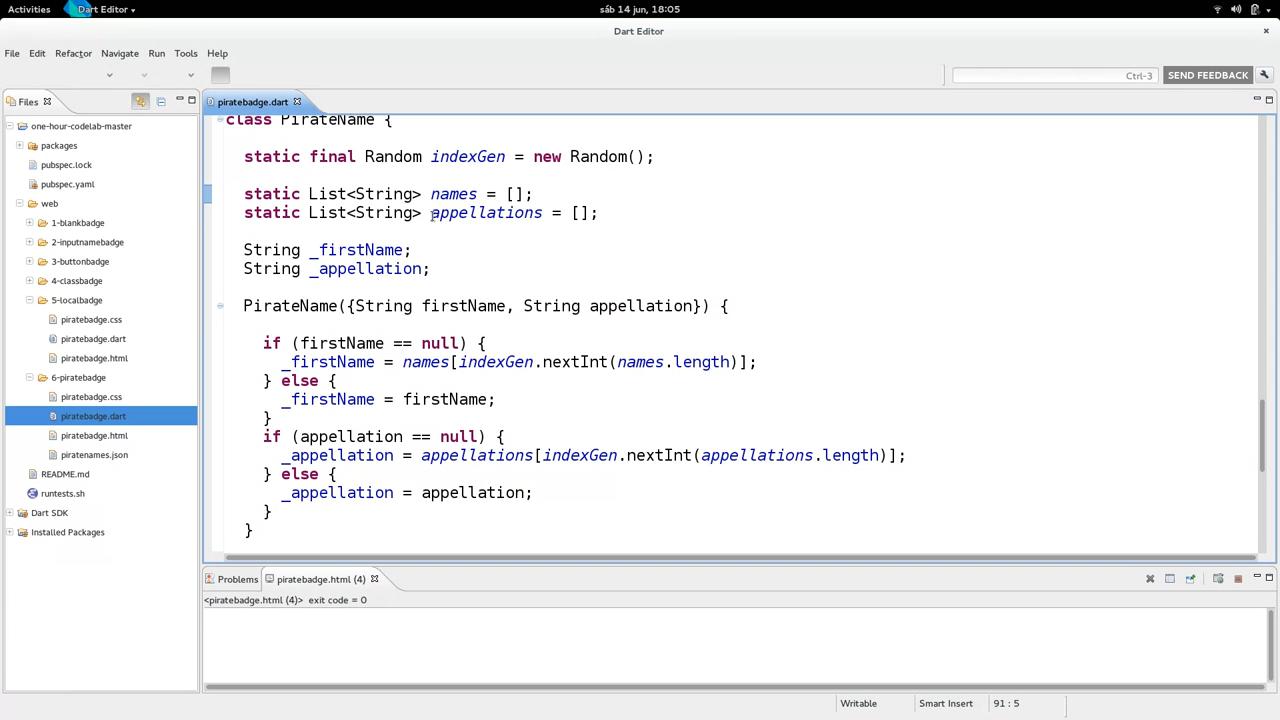 Activities
Dart Editor
sáb 14 jun, 18:05
Dart Editor
File Edit Refactor Navigate Run Tools Help
Ctrl-3
SEND FEEDBACK
Files
piratebadge.dart
one-hour-codelab-master
packages
pubspec.lock
pubspec.yaml
web
1-blankbadge
2-inputnamebadge
3-buttonbadge
4-classbadge
5-localbadge
piratebadge.css
piratebadge.dart
piratebadge.html
6-piratebadge
piratebadge.css
piratebadge.dart
piratebadge.html
piratenames.json
README.md
runtests.sh
Dart SDK
Installed Packages
class PirateName {
static final Random indexGen = new Random();
static List<String> names = [];
static List<String> appellations = [];
String _firstName;
String _appellation;
PirateName({String firstName, String appellation}) {
if (firstName == null) {
_firstName = names[indexGen.nextInt(names.length)];
} else {
_firstName = firstName;
}
if (appellation == null) {
_appellation = appellations[indexGen.nextInt(appellations.length)];
} else {
_appellation = appellation;
}
}
Problems
piratebadge.html (4)
<piratebadge.html (4)> exit code = 0
Writable
Smart Insert
91 : 5